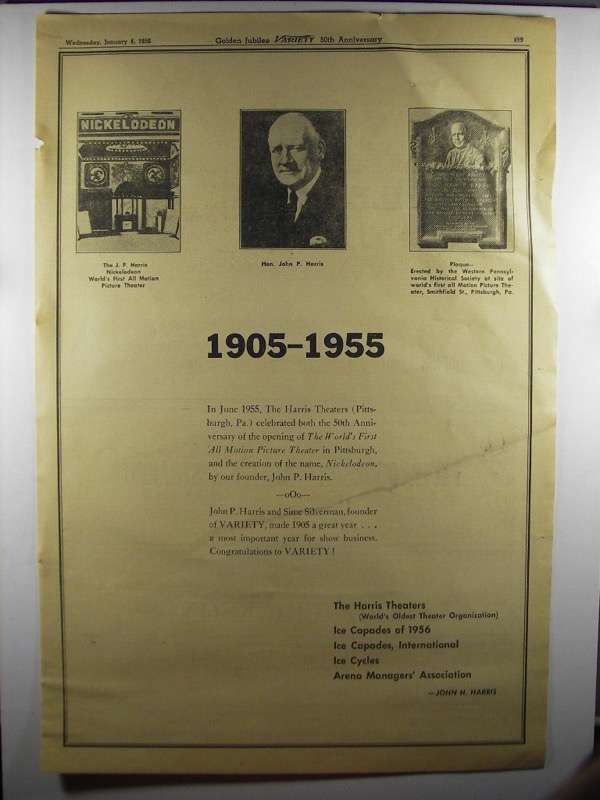 Wednesday, January 4, 1956
Golden Jubilee VARIETY 50th Anniversary
NICKELODEON
The J. P. Harris
Nickelodeon
World's First All Motion
Picture Theater
Hon. John P. Harris
Plaque—
Erected by the Western Pennsyl-
vania Historical Society at site of
world's first all Motion Picture The-
ater, Smithfield St., Pittsburgh, Pa.
1905–1955
In June 1955, The Harris Theaters (Pitts-
burgh, Pa.) celebrated both the 50th Anni-
versary of the opening of The World's First
All Motion Picture Theater in Pittsburgh,
and the creation of the name, Nickelodeon,
by our founder, John P. Harris.
—oOo—
John P. Harris and Sime Silverman, founder
of VARIETY, made 1905 a great year . . .
a most important year for show business.
Congratulations to VARIETY !
The Harris Theaters
(World's Oldest Theater Organization)
Ice Capades of 1956
Ice Capades, International
Ice Cycles
Arena Managers' Association
—JOHN H. HARRIS